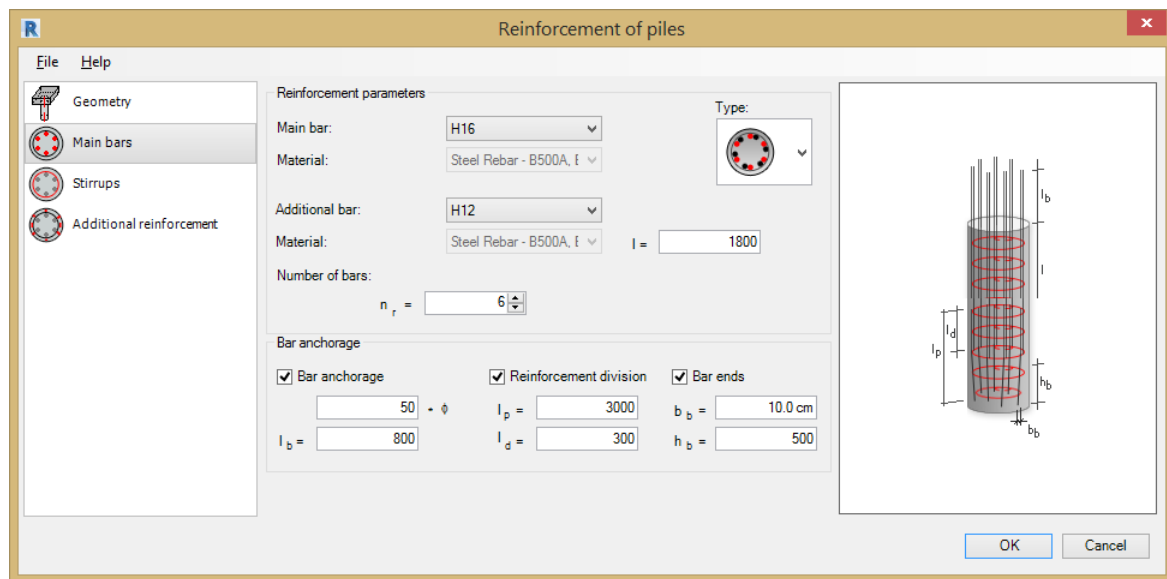 R
Reinforcement of piles
x
File Help
Geometry
Main bars
Stirrups
Additional reinforcement
Reinforcement parameters
Type:
Main bar: H16
Material: Steel Rebar - B500A, E
Additional bar: H12
Material: Steel Rebar - B500A, E l = 1800
Number of bars:
n r = 6
Bar anchorage
Bar anchorage Reinforcement division Bar ends
50 * ϕ l p = 3000 b b = 10.0 cm
l b = 800 l d = 300 h b = 500
l b
l
l d
l p
h b
b b
OK Cancel